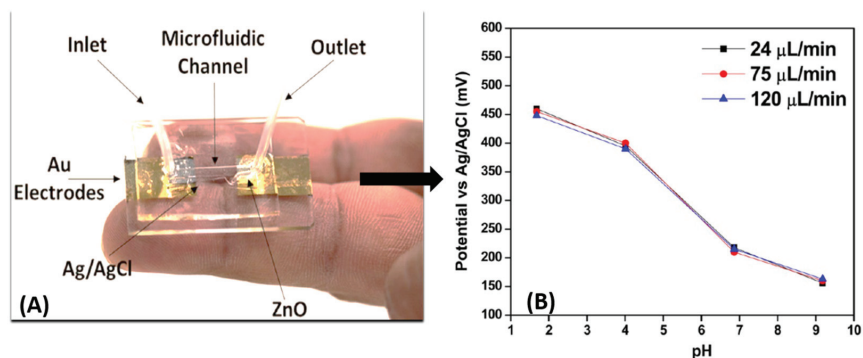 Inlet
Microfluidic
Channel
Outlet
Au
Electrodes
Ag/AgCl
ZnO
(A)
600
550
500
450
400
350
300
250
200
150
100
Potential vs Ag/AgCl (mV)
24 μL/min
75 μL/min
120 μL/min
(B)
1 2 3 4 5 6 7 8 9 10
pH